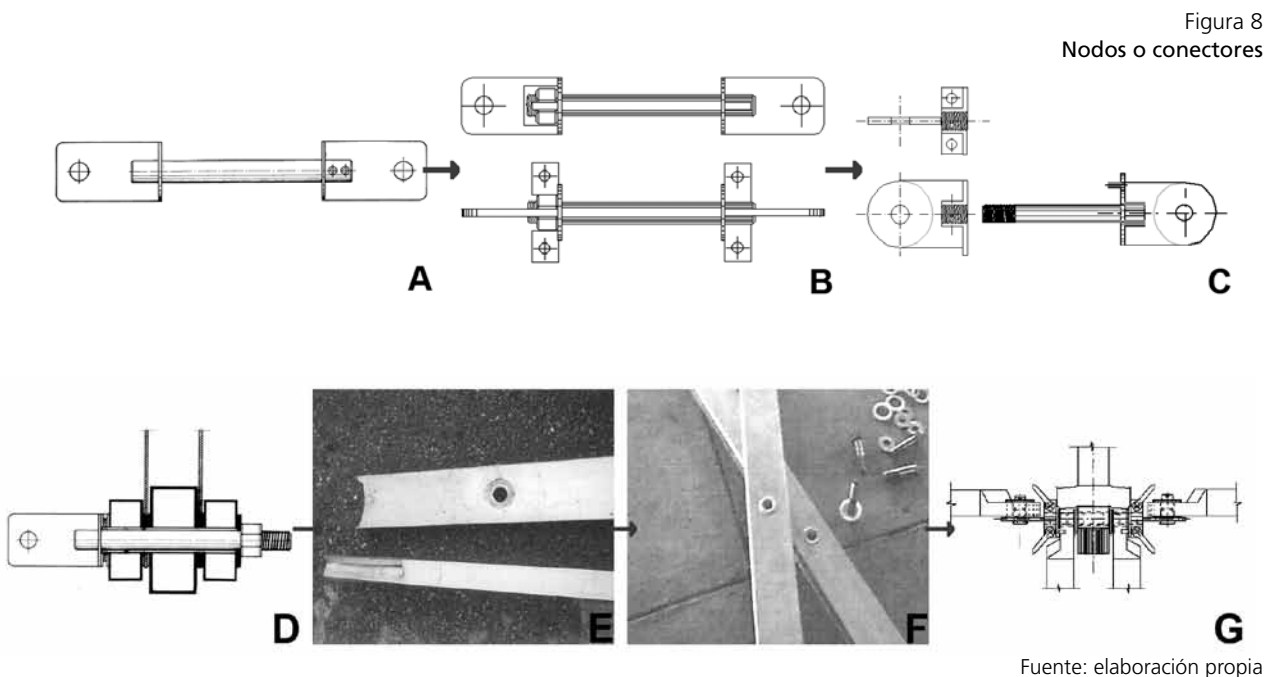 Figura 8
Nodos o conectores
A
B
C
D
E
F
G
Fuente: elaboración propia